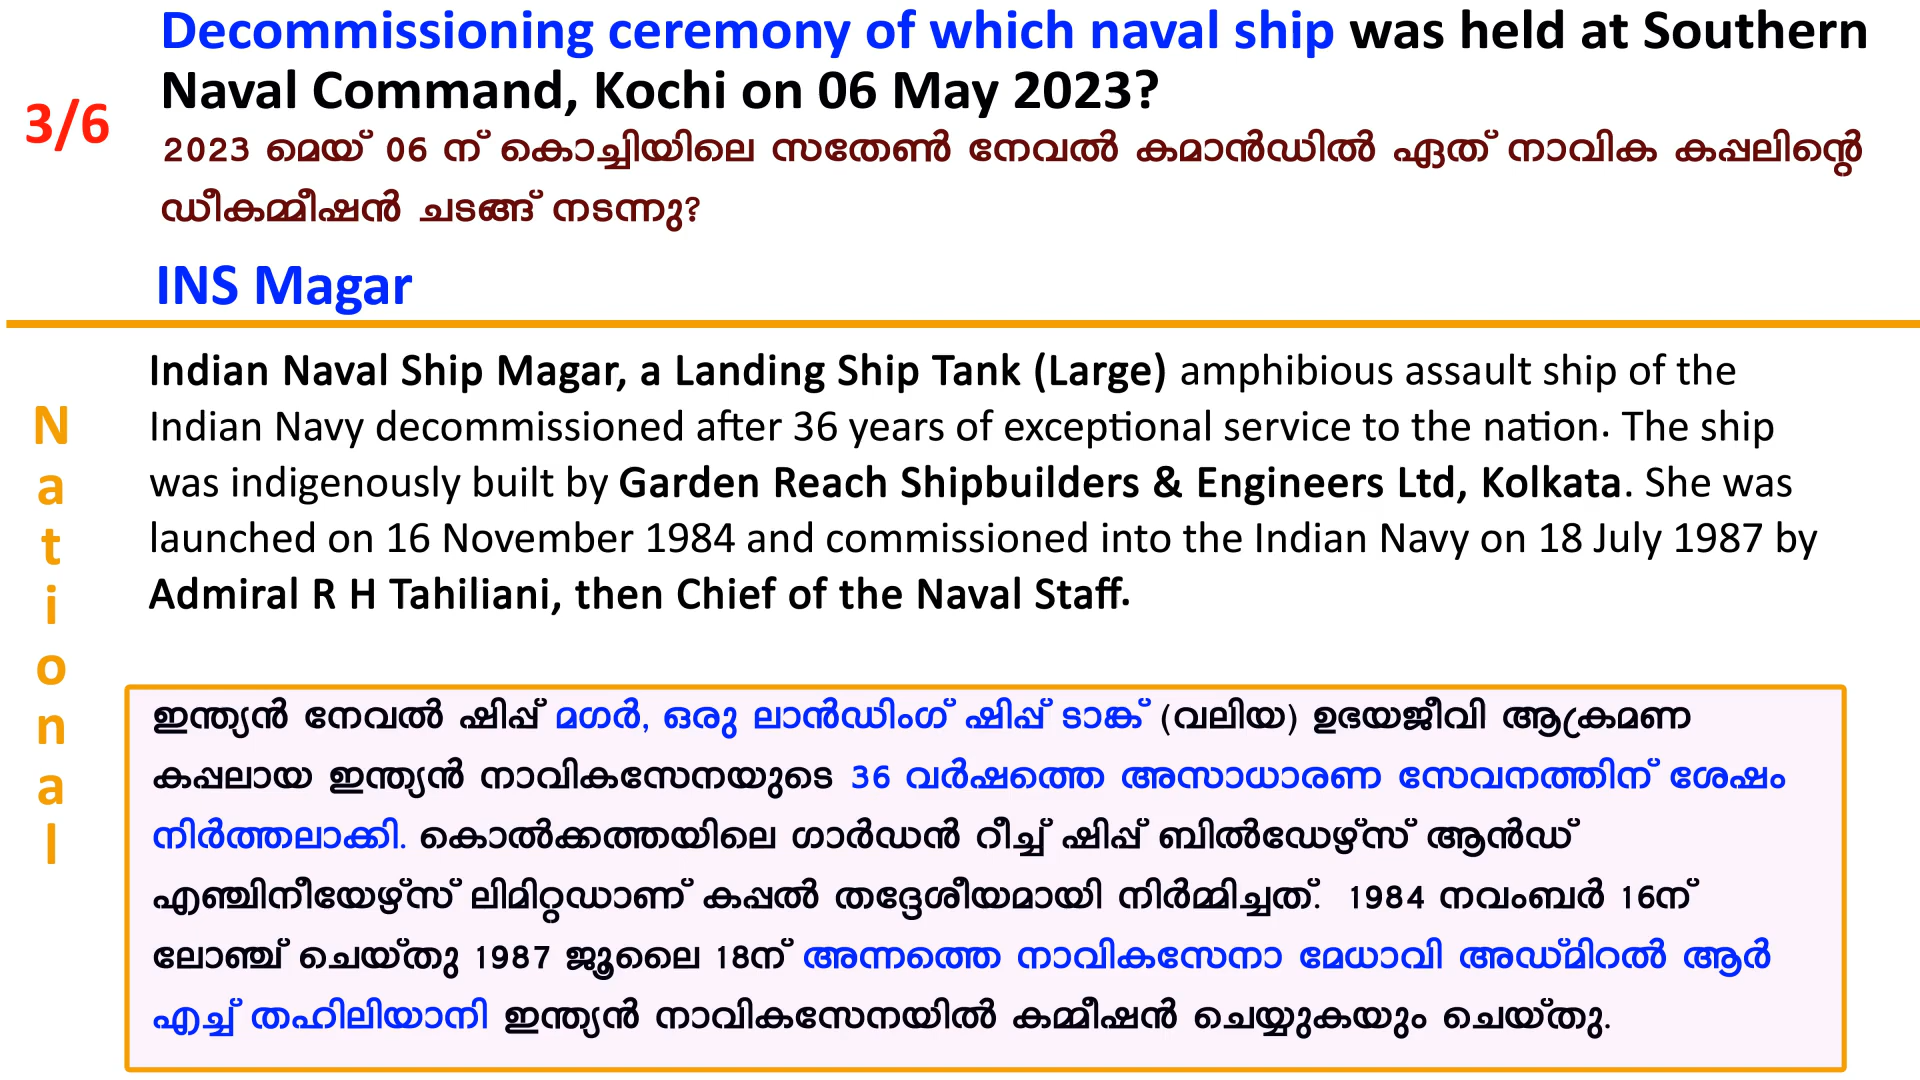 Decommissioning ceremony of which naval ship was held at Southern
Naval Command, Kochi on 06 May 2023?
3/6
2023 മെയ് 06 ന് കൊച്ചിയിലെ സതേൺ നേവൽ കമാൻഡിൽ ഏത് നാവിക കപ്പലിന്റെ
ഡീകമ്മീഷൻ ചടങ്ങ് നടന്നു?
INS Magar
National
Indian Naval Ship Magar, a Landing Ship Tank (Large) amphibious assault ship of the
Indian Navy decommissioned after 36 years of exceptional service to the nation. The ship
was indigenously built by Garden Reach Shipbuilders & Engineers Ltd, Kolkata. She was
launched on 16 November 1984 and commissioned into the Indian Navy on 18 July 1987 by
Admiral R H Tahiliani, then Chief of the Naval Staff.
ഇന്ത്യൻ നേവൽ ഷിപ്പ് മഗർ, ഒരു ലാൻഡിംഗ് ഷിപ്പ് ടാങ്ക് (വലിയ) ഉഭയജീവി ആക്രമണ
കപ്പലായ ഇന്ത്യൻ നാവികസേനയുടെ 36 വർഷത്തെ അസാധാരണ സേവനത്തിന് ശേഷം
നിർത്തലാക്കി. കൊൽക്കത്തയിലെ ഗാർഡൻ റീച്ച് ഷിപ്പ് ബിൽഡേഴ്സ് ആൻഡ്
എഞ്ചിനീയേഴ്സ് ലിമിറ്റഡാണ് കപ്പൽ തദ്ദേശീയമായി നിർമ്മിച്ചത്. 1984 നവംബർ 16ന്
ലോഞ്ച് ചെയ്തു 1987 ജൂലൈ 18ന് അന്നത്തെ നാവികസേനാ മേധാവി അഡ്മിറൽ ആർ
എച്ച് തഹിലിയാനി ഇന്ത്യൻ നാവികസേനയിൽ കമ്മീഷൻ ചെയ്യുകയും ചെയ്തു.